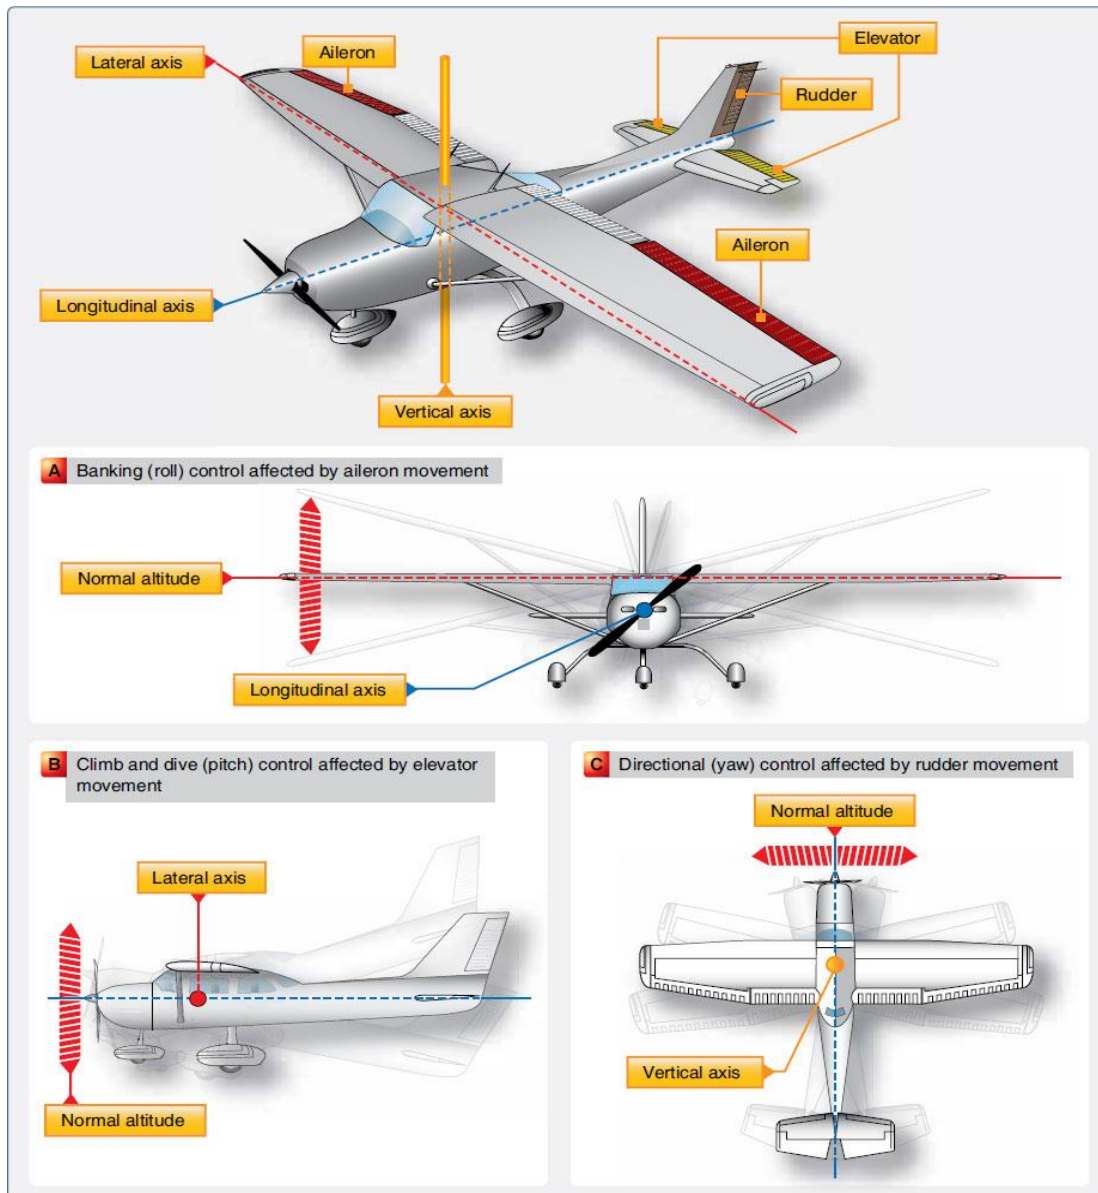 Lateral axis
Aileron
Elevator
Rudder
Aileron
Longitudinal axis
Vertical axis
A Banking (roll) control affected by aileron movement
Normal altitude
Longitudinal axis
B Climb and dive (pitch) control affected by elevator
movement
Lateral axis
Normal altitude
C Directional (yaw) control affected by rudder movement
Normal altitude
Vertical axis